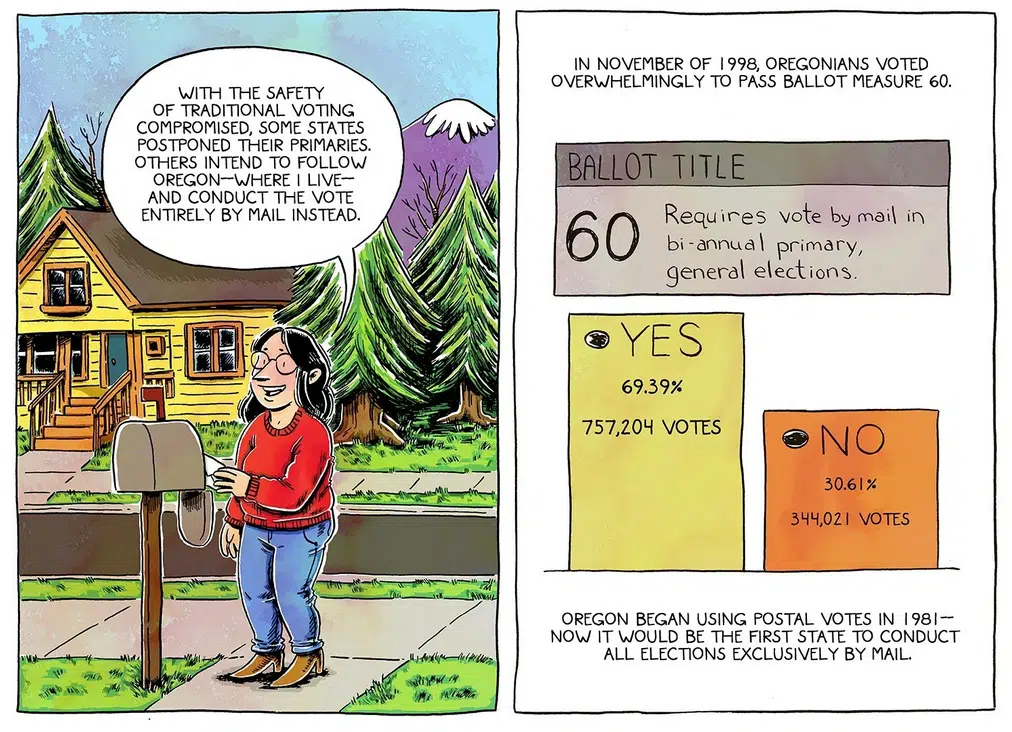 WITH THE SAFETY
OF TRADITIONAL VOTING
COMPROMISED, SOME STATES
POSTPONED THEIR PRIMARIES.
OTHERS INTEND TO FOLLOW
OREGON—WHERE I LIVE—
AND CONDUCT THE VOTE
ENTIRELY BY MAIL INSTEAD.
IN NOVEMBER OF 1998, OREGONIANS VOTED
OVERWHELMINGLY TO PASS BALLOT MEASURE 60.
BALLOT TITLE
60
Requires vote by mail in
bi-annual primary,
general elections.
YES
69.39%
757,204 VOTES
NO
30.61%
344,021 VOTES
OREGON BEGAN USING POSTAL VOTES IN 1981—
NOW IT WOULD BE THE FIRST STATE TO CONDUCT
ALL ELECTIONS EXCLUSIVELY BY MAIL.